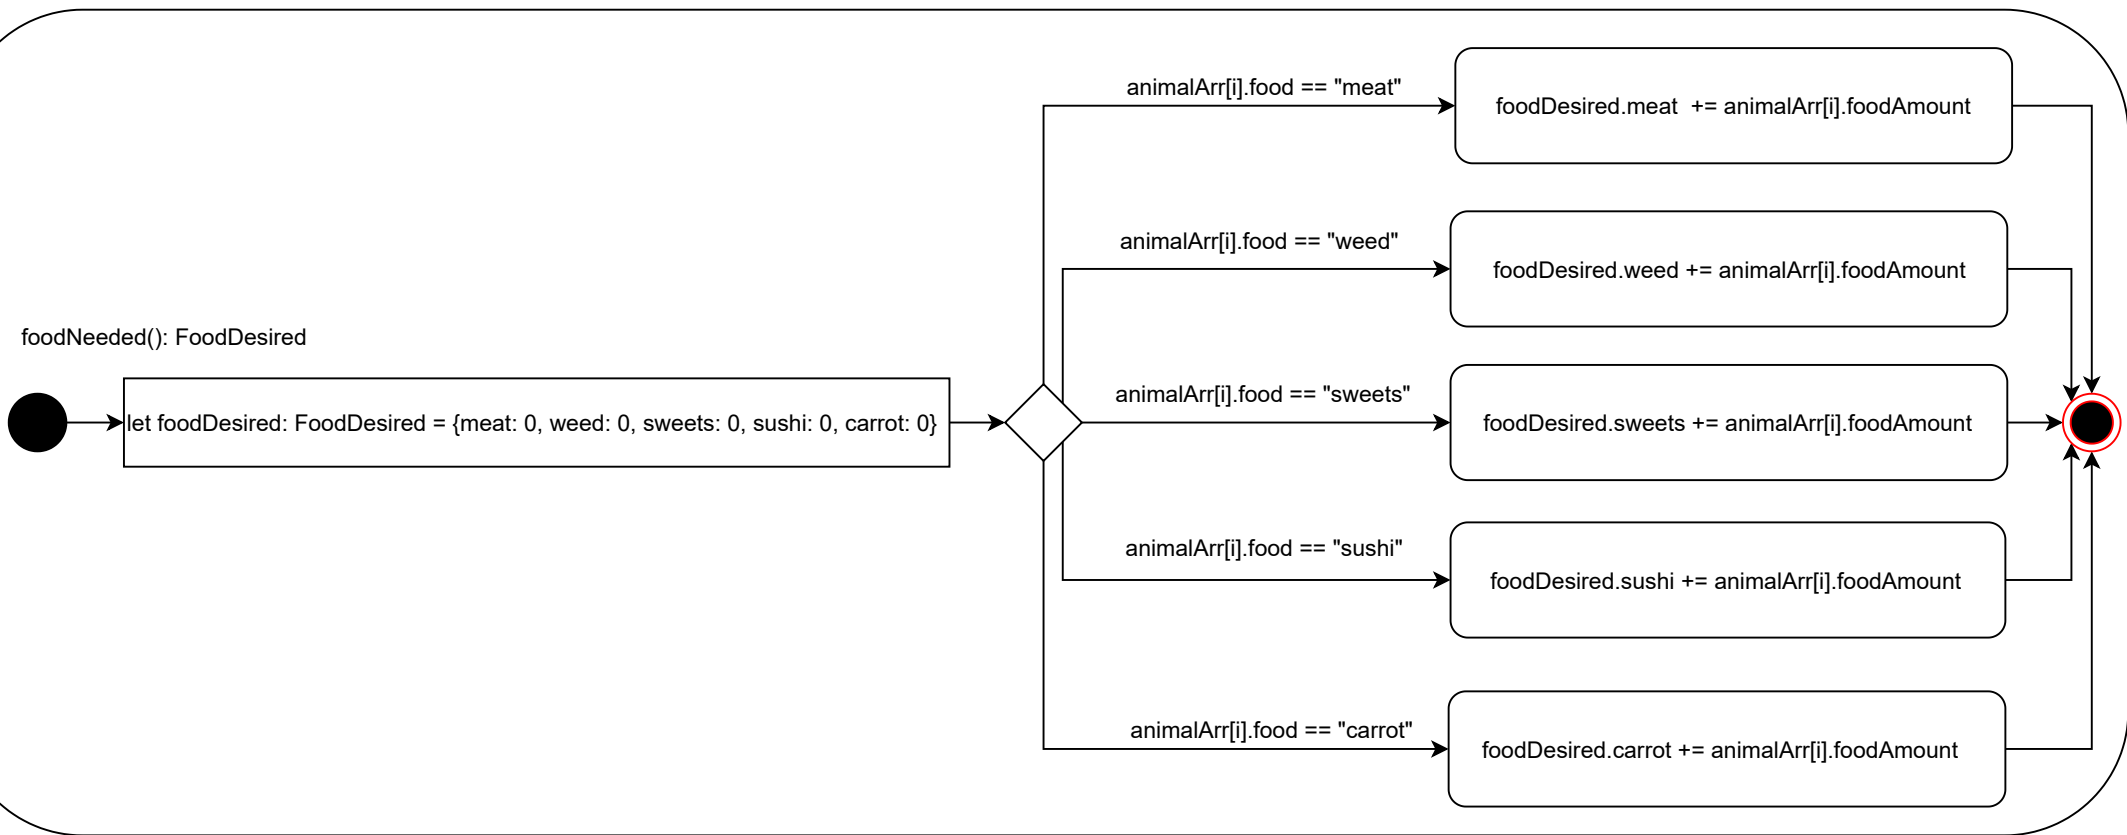 foodNeeded(): FoodDesired
let foodDesired: FoodDesired = {meat: 0, weed: 0, sweets: 0, sushi: 0, carrot: 0}
animalArr[i].food == "meat"
foodDesired.meat  += animalArr[i].foodAmount
animalArr[i].food == "weed"
foodDesired.weed += animalArr[i].foodAmount
animalArr[i].food == "sweets"
foodDesired.sweets += animalArr[i].foodAmount
animalArr[i].food == "sushi"
foodDesired.sushi += animalArr[i].foodAmount
animalArr[i].food == "carrot"
foodDesired.carrot += animalArr[i].foodAmount